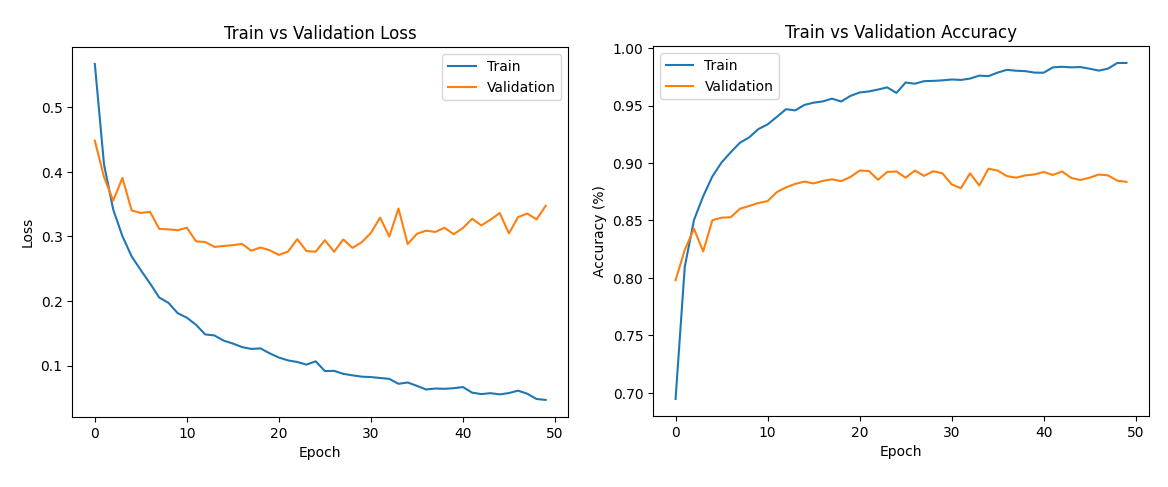 Train vs Validation Loss
Train
Validation
0.5
0.4
0.3
0.2
0.1
Loss
0 10 20 30 40 50
Epoch
Train vs Validation Accuracy
Train
Validation
1.00
0.95
0.90
0.85
0.80
0.75
0.70
Accuracy (%)
0 10 20 30 40 50
Epoch